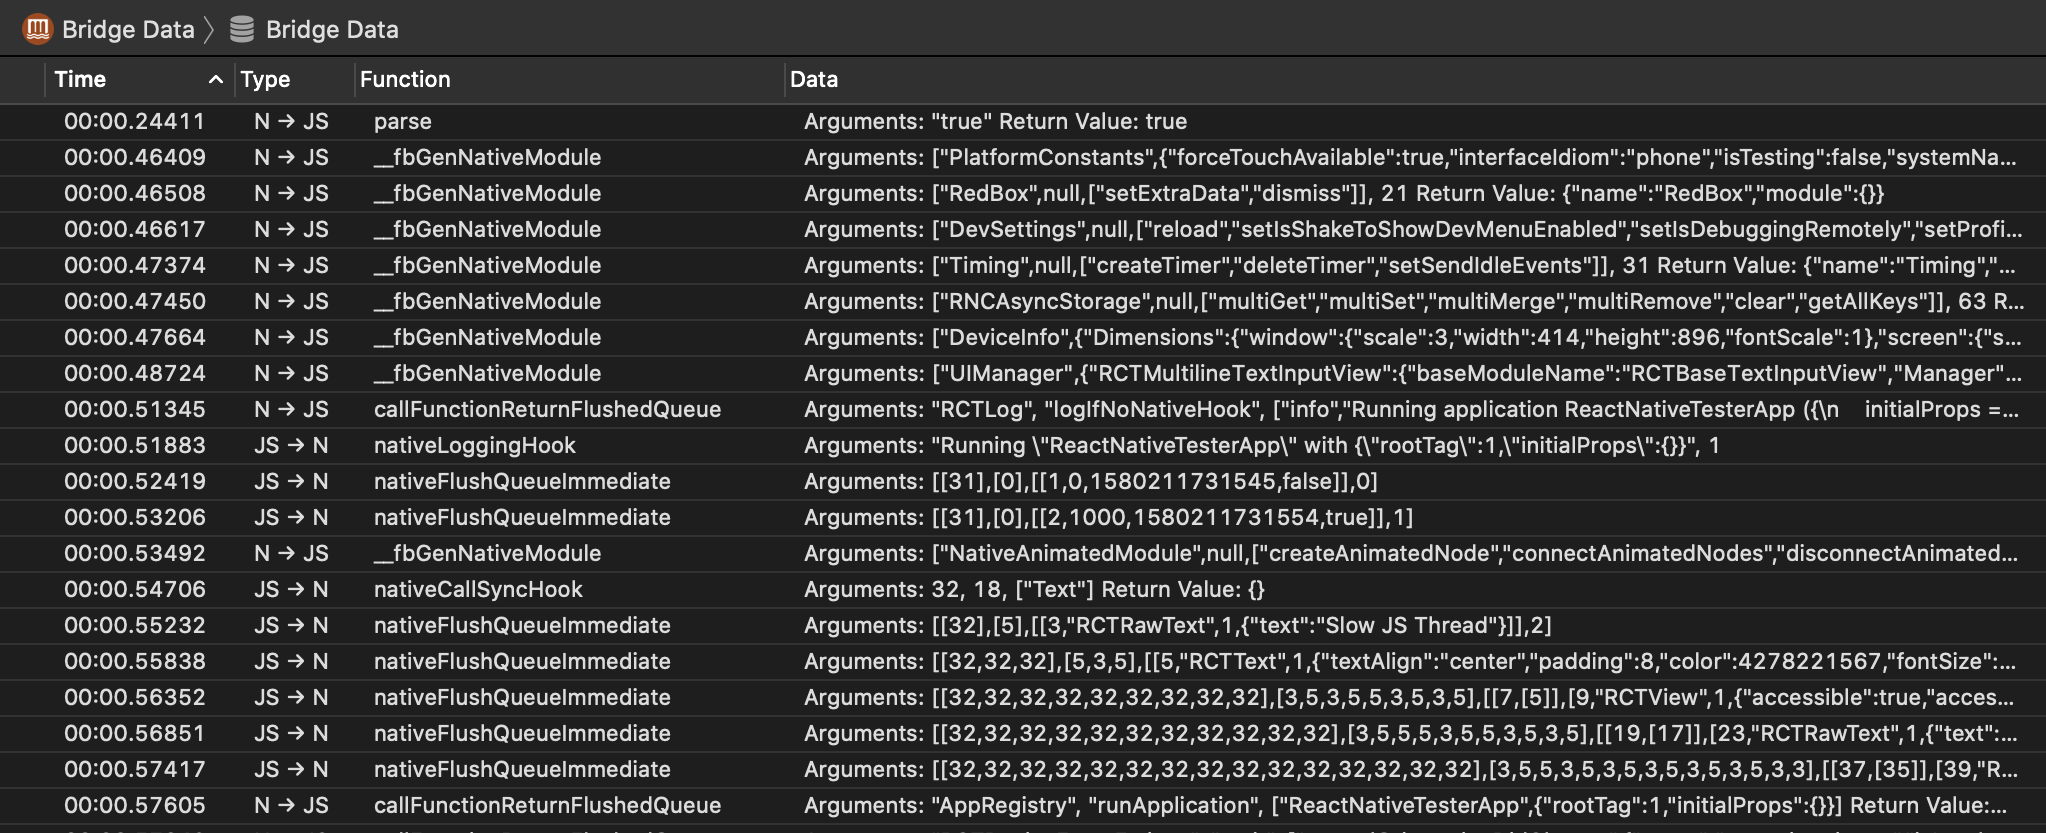 Bridge Data 〉 Bridge Data
Time Type Function Data
00:00.24411 N → JS parse Arguments: "true" Return Value: true
00:00.46409 N → JS __fbGenNativeModule Arguments: ["PlatformConstants",{"forceTouchAvailable":true,"interfaceIdiom":"phone","isTesting":false,"systemNa...
00:00.46508 N → JS __fbGenNativeModule Arguments: ["RedBox",null,["setExtraData","dismiss"]], 21 Return Value: {"name":"RedBox","module":{}}
00:00.46617 N → JS __fbGenNativeModule Arguments: ["DevSettings",null,["reload","setIsShakeToShowDevMenuEnabled","setIsDebuggingRemotely","setProfi...
00:00.47374 N → JS __fbGenNativeModule Arguments: ["Timing",null,["createTimer","deleteTimer","setSendIdleEvents"]], 31 Return Value: {"name":"Timing","...
00:00.47450 N → JS __fbGenNativeModule Arguments: ["RNCAsyncStorage",null,["multiGet","multiSet","multiMerge","multiRemove","clear","getAllKeys"]], 63 R...
00:00.47664 N → JS __fbGenNativeModule Arguments: ["DeviceInfo",{"Dimensions":{"window":{"scale":3,"width":414,"height":896,"fontScale":1},"screen":{"s...
00:00.48724 N → JS __fbGenNativeModule Arguments: ["UIManager",{"RCTMultilineTextInputView":{"baseModuleName":"RCTBaseTextInputView","Manager"...
00:00.51345 N → JS callFunctionReturnFlushedQueue Arguments: "RCTLog", "logIfNoNativeHook", ["info","Running application ReactNativeTesterApp ({\n    initialProps =...
00:00.51883 JS → N nativeLoggingHook Arguments: "Running \"ReactNativeTesterApp\" with {\"rootTag\":1,\"initialProps\":{}}", 1
00:00.52419 JS → N nativeFlushQueueImmediate Arguments: [[31],[0],[[1,0,1580211731545,false]],0]
00:00.53206 JS → N nativeFlushQueueImmediate Arguments: [[31],[0],[[2,1000,1580211731554,true]],1]
00:00.53492 N → JS __fbGenNativeModule Arguments: ["NativeAnimatedModule",null,["createAnimatedNode","connectAnimatedNodes","disconnectAnimated...
00:00.54706 JS → N nativeCallSyncHook Arguments: 32, 18, ["Text"] Return Value: {}
00:00.55232 JS → N nativeFlushQueueImmediate Arguments: [[32],[5],[[3,"RCTRawText",1,{"text":"Slow JS Thread"}]],2]
00:00.55838 JS → N nativeFlushQueueImmediate Arguments: [[32,32,32],[5,3,5],[[5,"RCTText",1,{"textAlign":"center","padding":8,"color":4278221567,"fontSize":...
00:00.56352 JS → N nativeFlushQueueImmediate Arguments: [[32,32,32,32,32,32,32,32,32],[3,5,3,5,5,3,5,3,5],[[7,[5]],[9,"RCTView",1,{"accessible":true,"acces...
00:00.56851 JS → N nativeFlushQueueImmediate Arguments: [[32,32,32,32,32,32,32,32,32,32,32],[3,5,5,5,3,5,5,3,5,3,5],[[19,[17]],[23,"RCTRawText",1,{"text":...
00:00.57417 JS → N nativeFlushQueueImmediate Arguments: [[32,32,32,32,32,32,32,32,32,32,32,32,32,32,32],[3,5,5,3,5,3,5,3,5,3,5,3,5,3,3],[[37,[35]],[39,"R...
00:00.57605 N → JS callFunctionReturnFlushedQueue Arguments: "AppRegistry", "runApplication", ["ReactNativeTesterApp",{"rootTag":1,"initialProps":{}}] Return Value:...